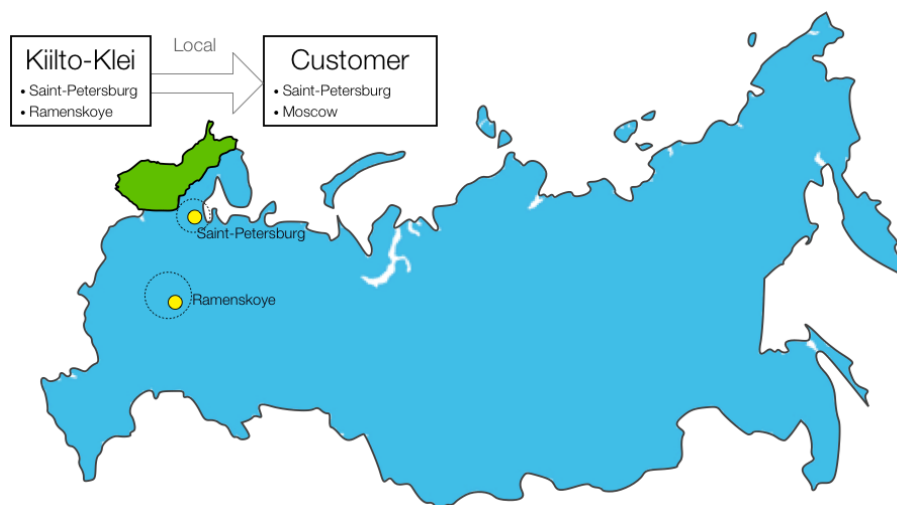 Local
Kiilto-Klei
• Saint-Petersburg
• Ramenskoye
Customer
• Saint-Petersburg
• Moscow
Saint-Petersburg
Ramenskoye